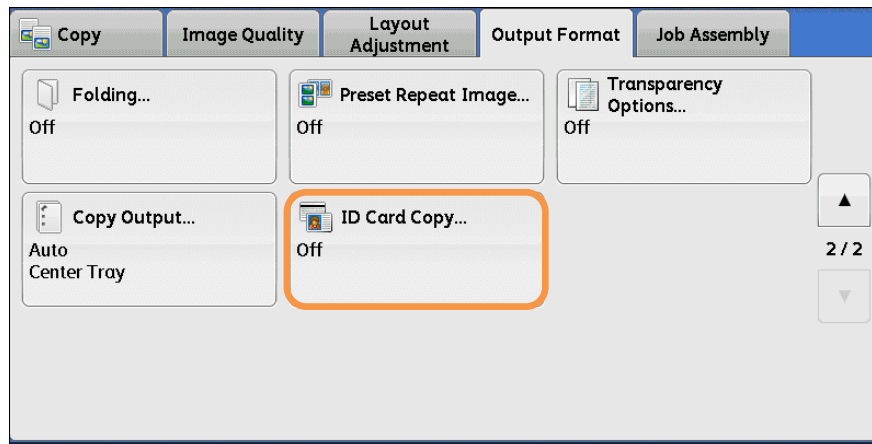 Copy
Image Quality
Layout
Adjustment
Output Format
Job Assembly
Folding...
Off
Preset Repeat Image...
Off
Transparency
Options...
Off
Copy Output...
Auto
Center Tray
ID Card Copy...
Off
2/2